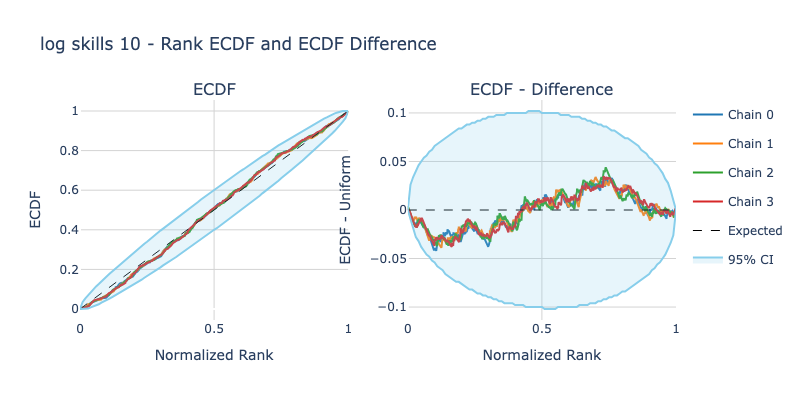 log skills 10 - Rank ECDF and ECDF Difference
ECDF
ECDF - Difference
ECDF
1
0.8
0.6
0.4
0.2
0
0
0.5
1
Normalized Rank
ECDF - Uniform
0.1
0.05
0
−0.05
−0.1
0
0.5
1
Normalized Rank
Chain 0
Chain 1
Chain 2
Chain 3
Expected
95% CI